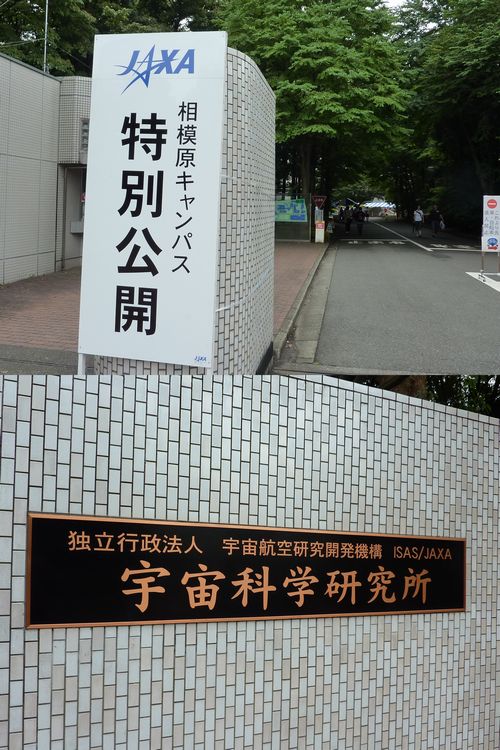 JAXA
相模原キャンパス
特別公開
JAXA
独立行政法人 宇宙航空研究開発機構 ISAS/JAXA
宇宙科学研究所